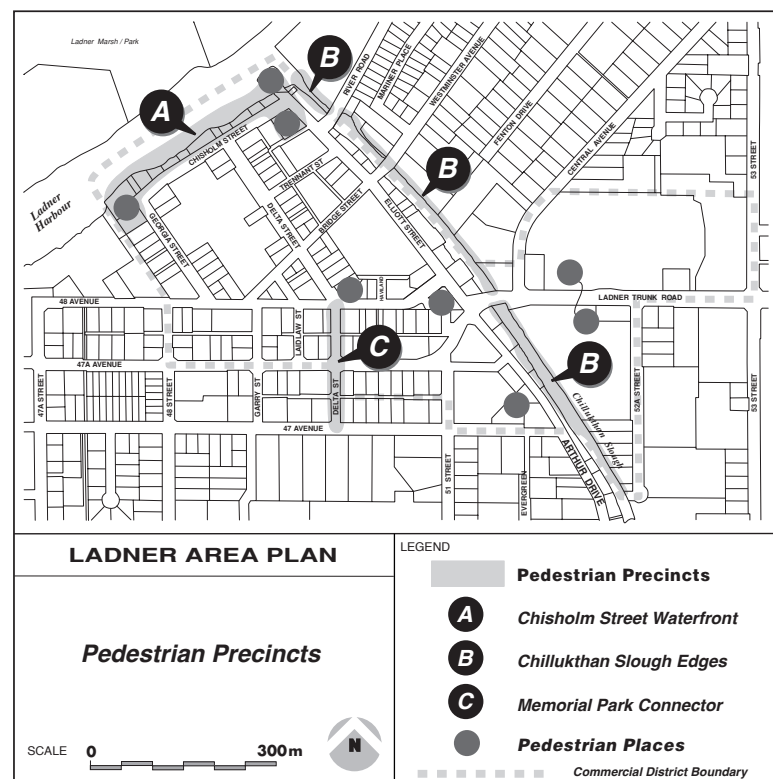 Ladner Marsh / Park
B
A
RIVER ROAD
MARINER PLACE
WESTMINSTER AVENUE
FENTON DRIVE
CENTRAL AVENUE
53 STREET
CHISHOLM STREET
TRENNANT ST
B
Ladner
Harbour
GEORGIA STREET
DELTA STREET
BRIDGE STREET
ELLIOTT STREET
HAVILAND
48 AVENUE
LADNER TRUNK ROAD
LAIDLAW ST
C
B
47A AVENUE
47A STREET
48 STREET
GARRY ST
DELTA ST
52A STREET
53 STREET
Chillukthan Slough
47 AVENUE
51 STREET
EVERGREEN
ARTHUR DRIVE
LADNER AREA PLAN
Pedestrian Precincts
SCALE 0 300m
N
LEGEND
Pedestrian Precincts
A Chisholm Street Waterfront
B Chillukthan Slough Edges
C Memorial Park Connector
Pedestrian Places
Commercial District Boundary